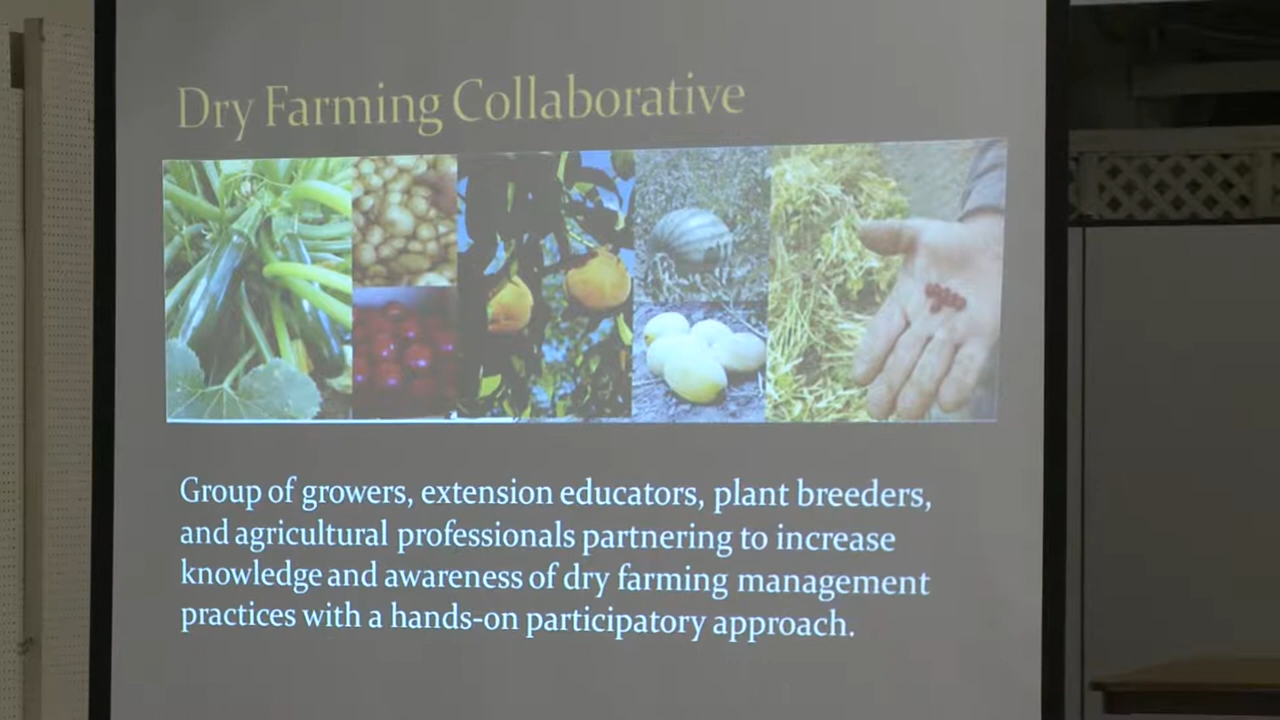 Dry Farming Collaborative
Group of growers, extension educators, plant breeders,
and agricultural professionals partnering to increase
knowledge and awareness of dry farming management
practices with a hands-on participatory approach.